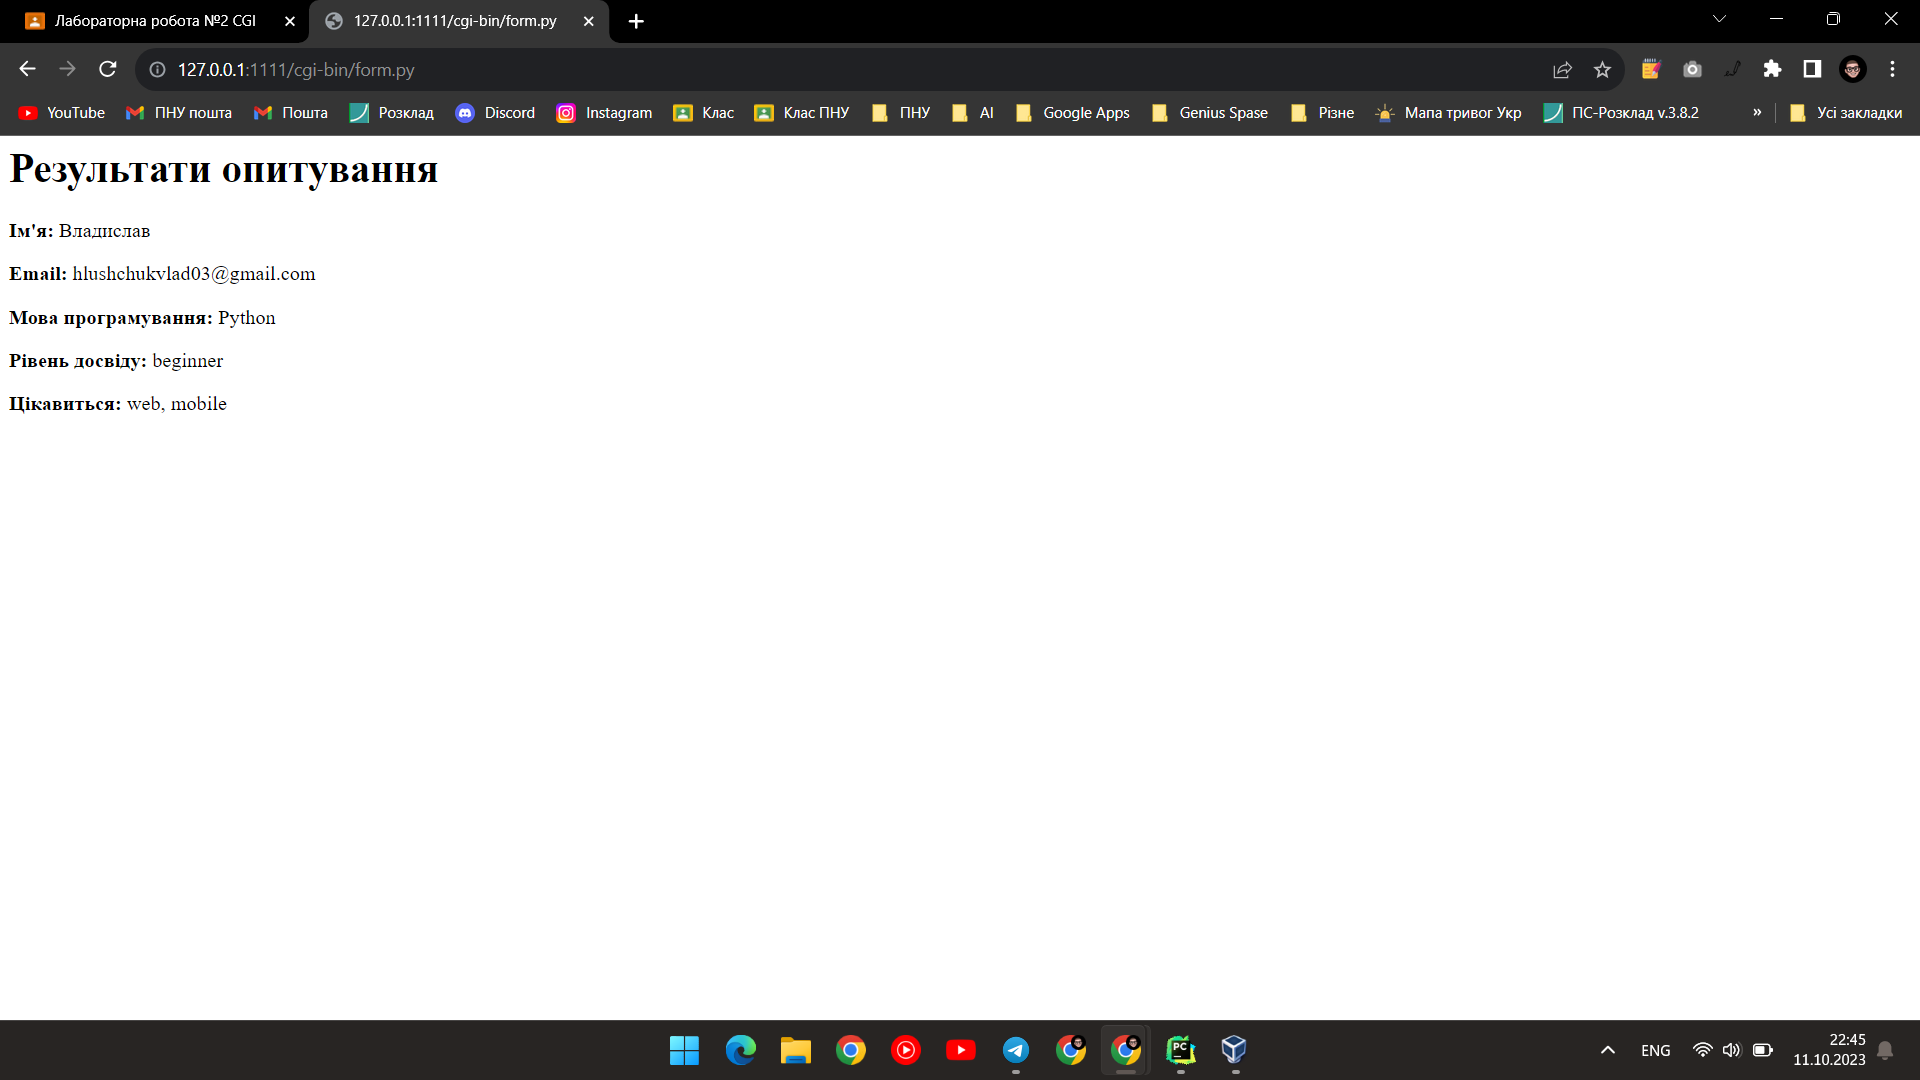 Лабораторна робота №2 CGI
127.0.0.1:1111/cgi-bin/form.py
127.0.0.1:1111/cgi-bin/form.py
YouTube ПНУ пошта Пошта Розклад Discord Instagram Клас Клас ПНУ ПНУ AI Google Apps Genius Spase Різне Мапа тривог Укр ПС-Розклад v.3.8.2 » Усі закладки
Результати опитування
Ім'я: Владислав
Email: hlushchukvlad03@gmail.com
Мова програмування: Python
Рівень досвіду: beginner
Цікавиться: web, mobile
PC
ENG
22:45
11.10.2023